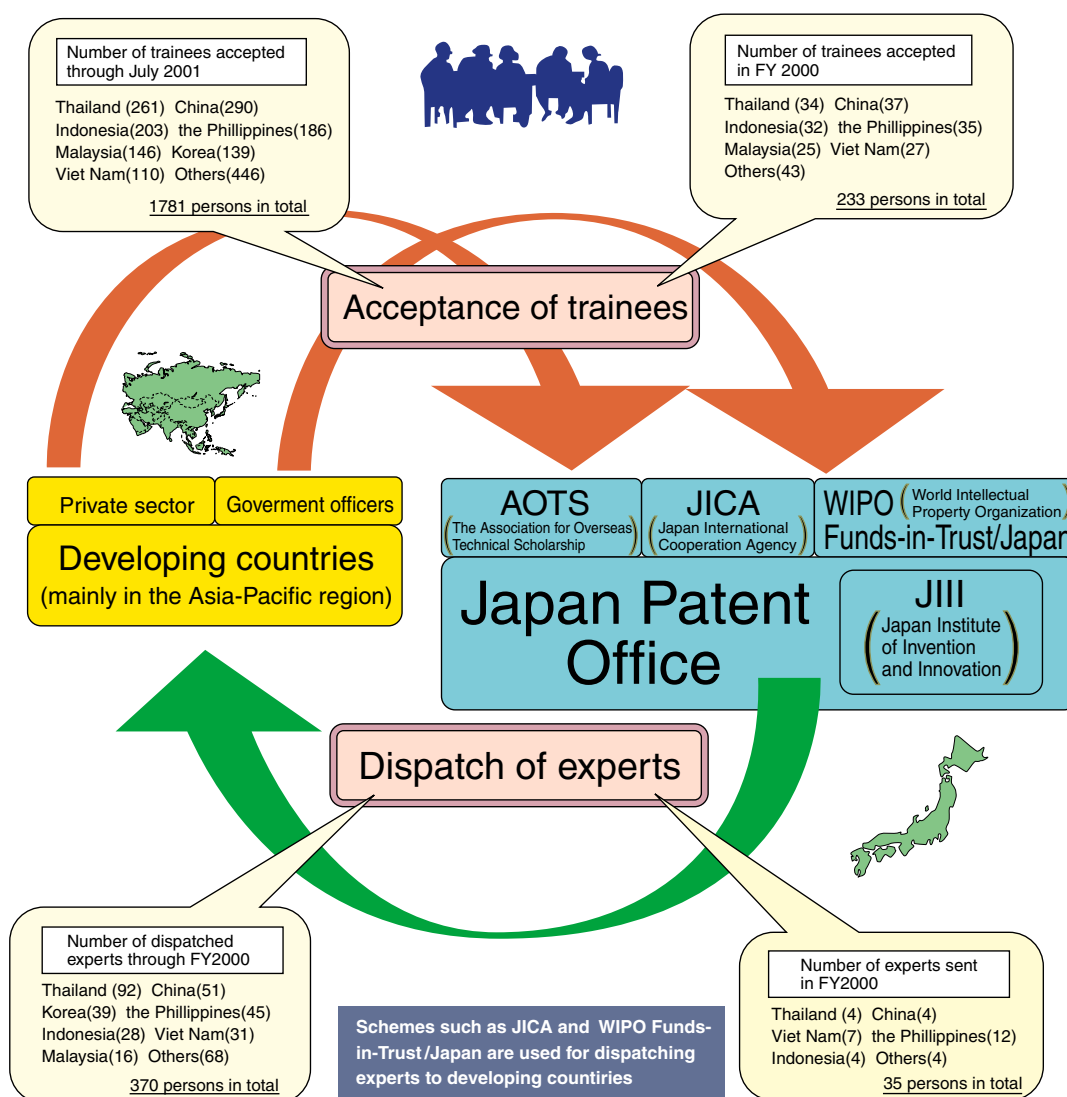 Number of trainees accepted
through July 2001
Thailand (261) China(290)
Indonesia(203) the Phillippines(186)
Malaysia(146) Korea(139)
Viet Nam(110) Others(446)
1781 persons in total
Number of trainees accepted
in FY 2000
Thailand (34) China(37)
Indonesia(32) the Phillippines(35)
Malaysia(25) Viet Nam(27)
Others(43)
233 persons in total
Acceptance of trainees
Private sector
Goverment officers
Developing countries
(mainly in the Asia-Pacific region)
AOTS
(The Association for Overseas
Technical Scholarship)
JICA
(Japan International
Cooperation Agency)
WIPO (World Intellectual
Property Organization)
Funds-in-Trust/Japan
Japan Patent
Office
JIII
(Japan Institute
of Invention
and Innovation)
Dispatch of experts
Number of dispatched
experts through FY2000
Thailand (92) China(51)
Korea(39) the Phillippines(45)
Indonesia(28) Viet Nam(31)
Malaysia(16) Others(68)
370 persons in total
Schemes such as JICA and WIPO Funds-
in-Trust/Japan are used for dispatching
experts to developing countiries
Number of experts sent
in FY2000
Thailand (4) China(4)
Viet Nam(7) the Phillippines(12)
Indonesia(4) Others(4)
35 persons in total